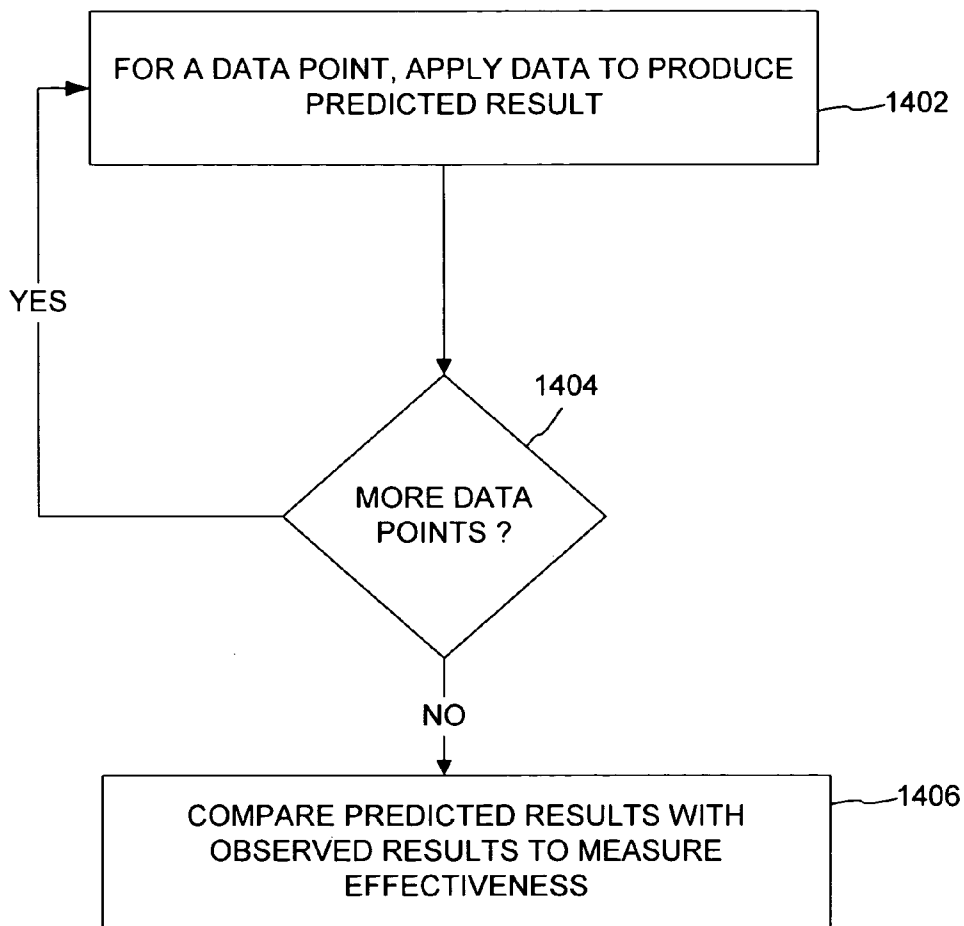 FOR A DATA POINT, APPLY DATA TO PRODUCE
PREDICTED RESULT
1402
YES
1404
MORE DATA
POINTS ?
NO
1406
COMPARE PREDICTED RESULTS WITH
OBSERVED RESULTS TO MEASURE
EFFECTIVENESS